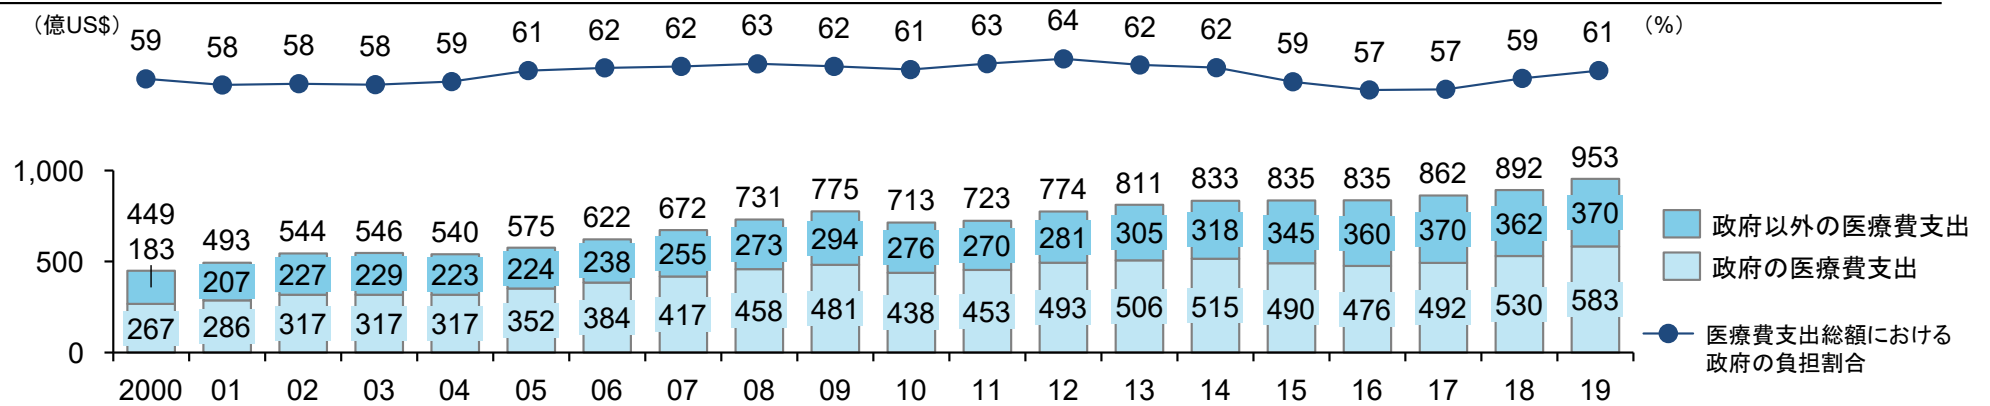 （億US$） 59 58 58 58 59 61 62 62 63 62 61 63 64 62 62 59 57 57 59 61 （%）
1,000
500
0
449 493 544 546 540 575 622 672 731 775 713 723 774 811 833 835 835 862 892 953
183 207 227 229 223 224 238 255 273 294 276 270 281 305 318 345 360 370 362 370
267 286 317 317 317 352 384 417 458 481 438 453 493 506 515 490 476 492 530 583
2000 01 02 03 04 05 06 07 08 09 10 11 12 13 14 15 16 17 18 19
政府以外の医療費支出
政府の医療費支出
医療費支出総額における
政府の負担割合